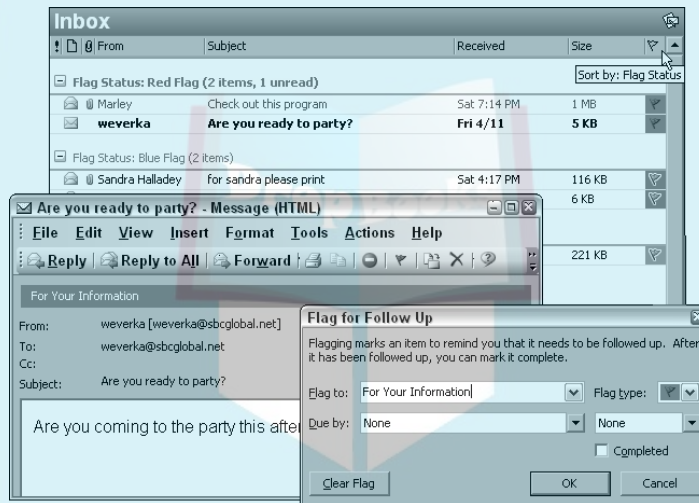 Inbox
! From Subject Received Size
Sort by: Flag Status
Flag Status: Red Flag (2 items, 1 unread)
Marley Check out this program Sat 7:14 PM 1 MB
weverka Are you ready to party? Fri 4/11 5 KB
Flag Status: Blue Flag (2 items)
Sandra Halladey for sandra please print Sat 4:17 PM 116 KB
6 KB
221 KB
Are you ready to party? - Message (HTML)
File Edit View Insert Format Tools Actions Help
Reply Reply to All Forward
For Your Information
From: weverka [weverka@sbcglobal.net]
To: weverka@sbcglobal.net
Cc:
Subject: Are you ready to party?
Are you coming to the party this after
Flag for Follow Up
Flagging marks an item to remind you that it needs to be followed up. After
it has been followed up, you can mark it complete.
Flag to: For Your Information Flag type:
Due by: None None
Completed
Clear Flag OK Cancel